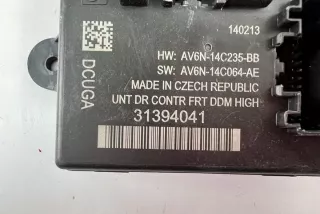 140213
HW: AV6N-14C235-BB
SW: AV6N-14C064-AE
DCUGA
MADE IN CZECH REPUBLIC
UNT DR CONTR FRT DDM HIGH
31394041